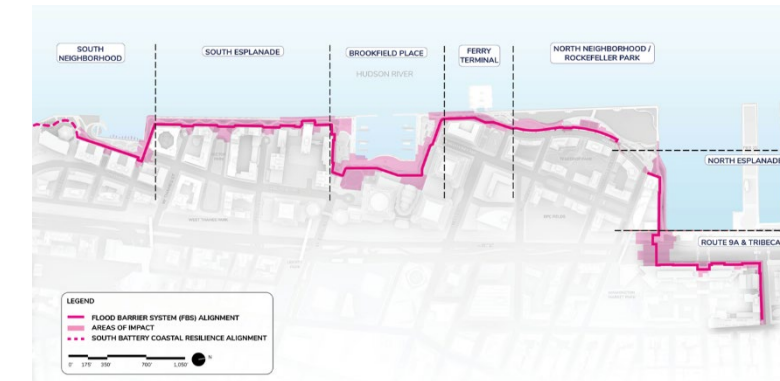 SOUTH
NEIGHBORHOOD
SOUTH ESPLANADE
BROOKFIELD PLACE
FERRY
TERMINAL
NORTH NEIGHBORHOOD /
ROCKEFELLER PARK
HUDSON RIVER
NORTH ESPLANADE
ROUTE 9A & TRIBECA
LEGEND
FLOOD BARRIER SYSTEM (FBS) ALIGNMENT
AREAS OF IMPACT
SOUTH BATTERY COASTAL RESILIENCE ALIGNMENT
0' 175' 350' 700' 1,050'
N